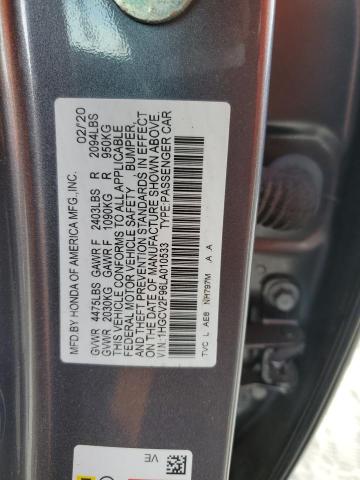 MFD.BY HONDA OF AMERICA MFG.,INC. 02/20
GVWR 4475LBS GAWR F 2403LBS R 2094LBS
GVWR 2030KG GAWR F 1090KG R 950KG
THIS VEHICLE CONFORMS TO ALL APPLICABLE
FEDERAL MOTOR VEHICLE SAFETY BUMPER,
AND THEFT PREVENTION STANDARDS IN EFFECT
ON THE DATE OF MANUFACTURE SHOWN ABOVE.
V.I.N:1HGCV2F96LA010533 TYPE:PASSENGER CAR
TVC L AE8 NH797M A A
VE